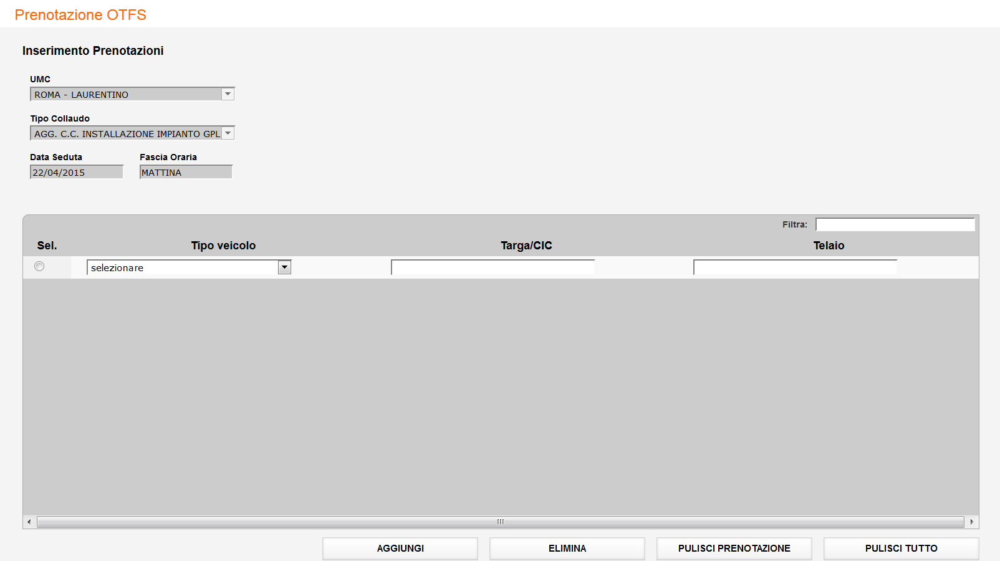 Prenotazione OTFS
Inserimento Prenotazioni
UMC
ROMA - LAURENTINO
Tipo Collaudo
AGG. C.C. INSTALLAZIONE IMPIANTO GPL
Data Seduta Fascia Oraria
22/04/2015 MATTINA
Filtra:
Sel. Tipo veicolo Targa/CIC Telaio
selezionare
AGGIUNGI ELIMINA PULISCI PRENOTAZIONE PULISCI TUTTO